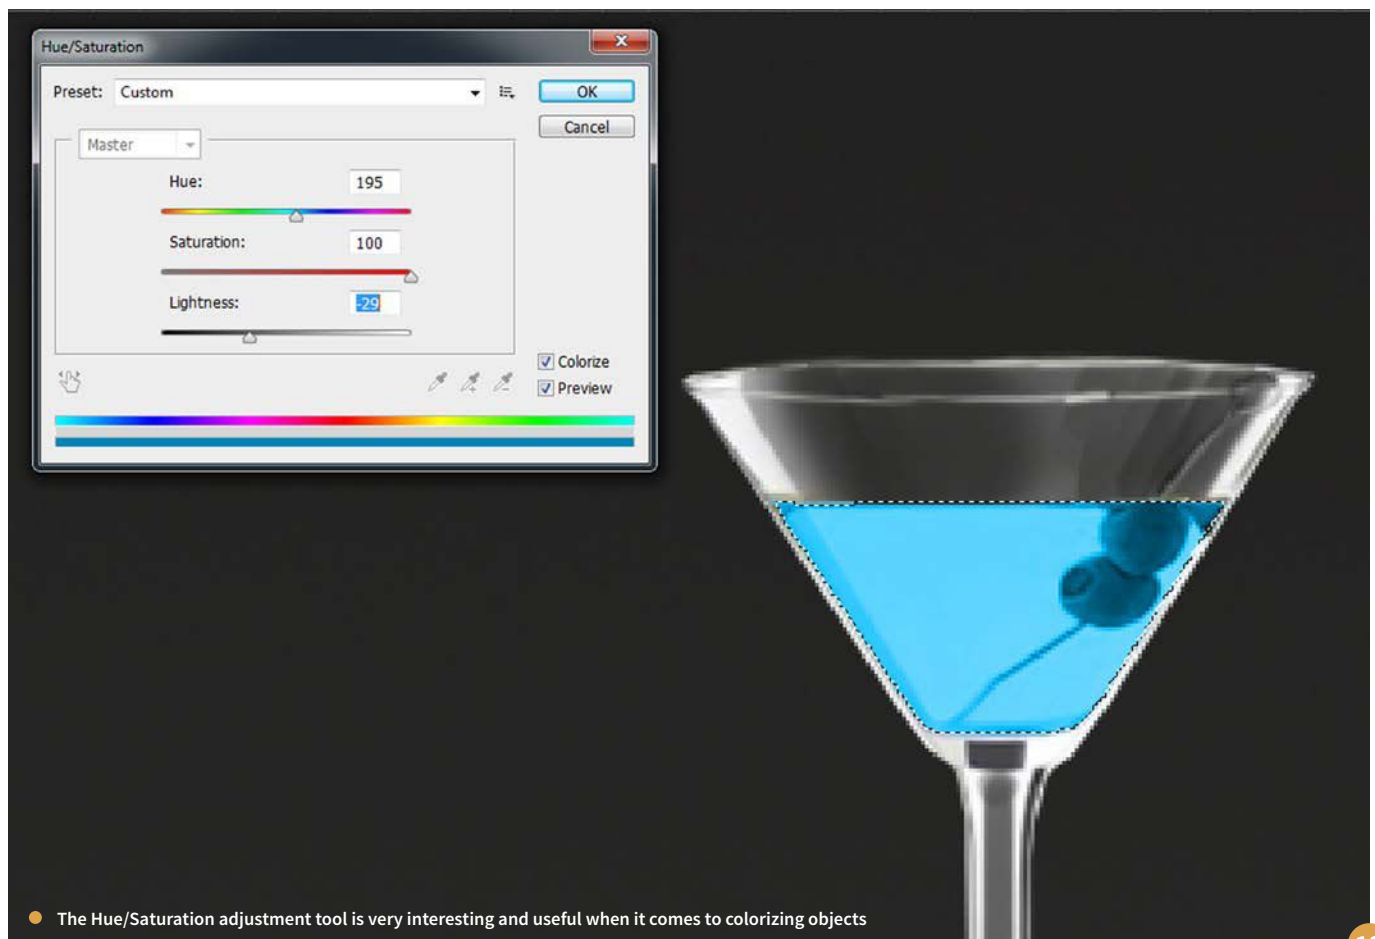 Hue/Saturation
Preset: Custom
OK
Cancel
Master
Hue: 195
Saturation: 100
Lightness: -29
Colorize
Preview
The Hue/Saturation adjustment tool is very interesting and useful when it comes to colorizing objects